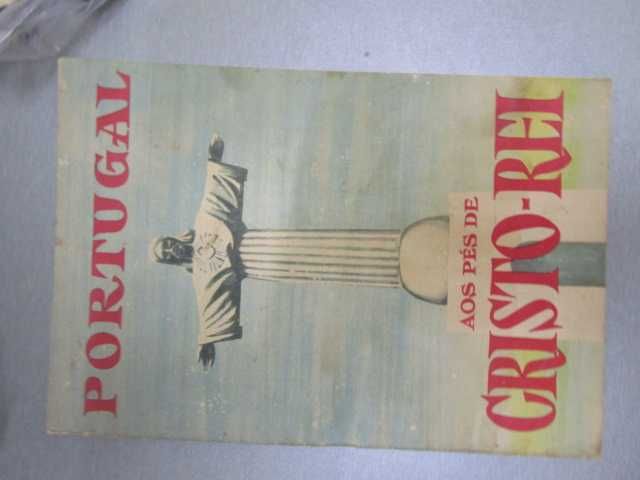 PORTUGAL
AOS PÉS DE
CRISTO-REI